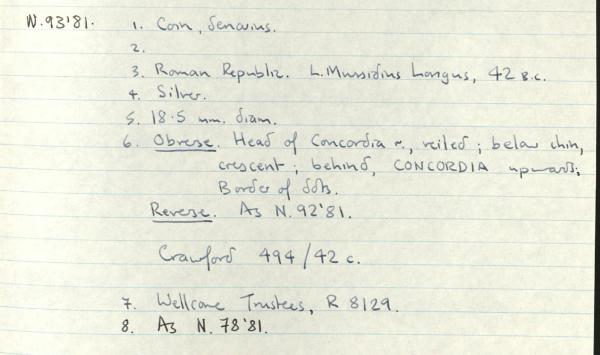 N.93'81. 1. Coin, denarius.
2.
3. Roman Republic. L. Mussidius Longus, 42 B.C.
4. Silver.
5. 18.5 mm. diam.
6. Obverse. Head of Concordia r., veiled; below chin,
crescent; behind, CONCORDIA upwards;
Border of dots.
Reverse. As N.92'81.
Crawford 494/42 c.
7. Wellcome Trustees, R 8129.
8. As N. 78'81.